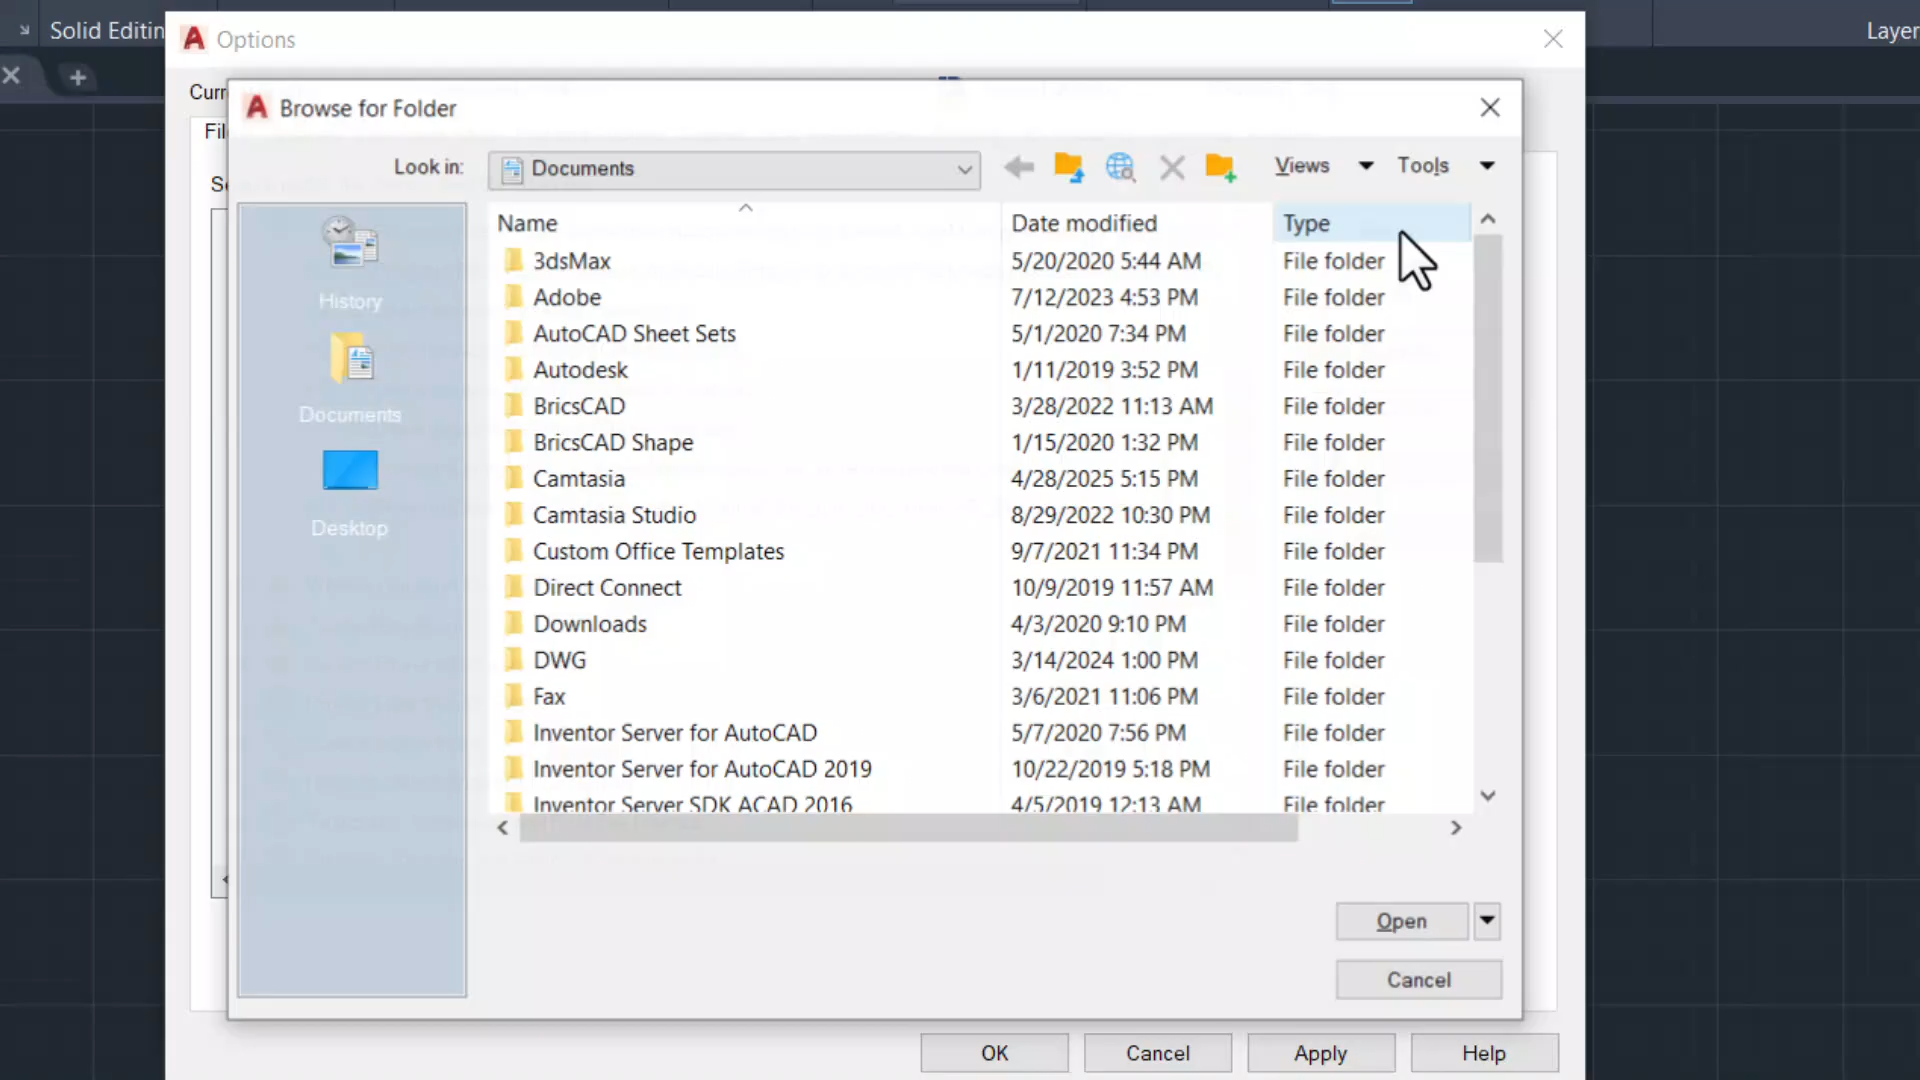 Solid Editin
Options
Layer
Curr
Browse for Folder
Fil
Look in:
Documents
Views
Tools
S
Name
Date modified
Type
3dsMax
5/20/2020 5:44 AM
File folder
Adobe
7/12/2023 4:53 PM
File folder
AutoCAD Sheet Sets
5/1/2020 7:34 PM
File folder
Autodesk
1/11/2019 3:52 PM
File folder
BricsCAD
3/28/2022 11:13 AM
File folder
BricsCAD Shape
1/15/2020 1:32 PM
File folder
Camtasia
4/28/2025 5:15 PM
File folder
Camtasia Studio
8/29/2022 10:30 PM
File folder
Custom Office Templates
9/7/2021 11:34 PM
File folder
Direct Connect
10/9/2019 11:57 AM
File folder
Downloads
4/3/2020 9:10 PM
File folder
DWG
3/14/2024 1:00 PM
File folder
Fax
3/6/2021 11:06 PM
File folder
Inventor Server for AutoCAD
5/7/2020 7:56 PM
File folder
Inventor Server for AutoCAD 2019
10/22/2019 5:18 PM
File folder
Inventor Server SDK ACAD 2016
4/5/2019 12:13 AM
File folder
History
Documents
Desktop
Open
Cancel
OK
Cancel
Apply
Help